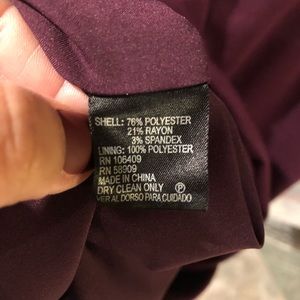 SHELL: 76% POLYESTER
21% RAYON
3% SPANDEX
LINING: 100% POLYESTER
RN 106409
RN 58909
MADE IN CHINA
DRY CLEAN ONLY P
VER AL DORSO PARA CUIDADO